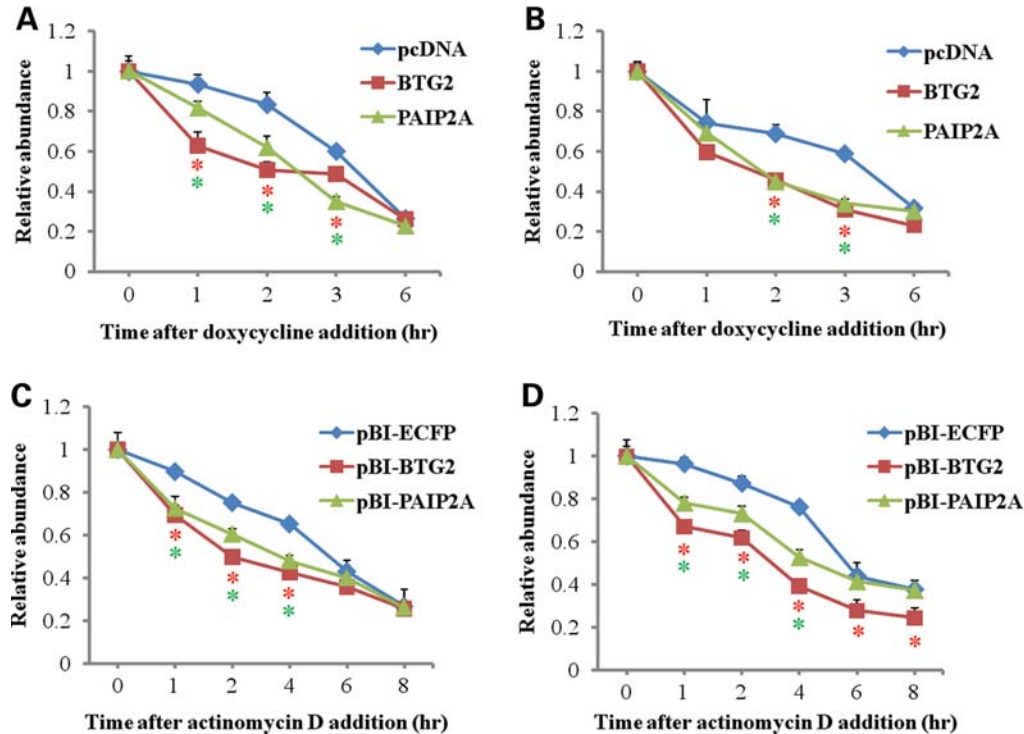 A
1.2
1
0.8
0.6
0.4
0.2
0
Relative abundance
pcDNA
BTG2
PAIP2A
*
*
*
*
*
*
0 1 2 3 6
Time after doxycycline addition (hr)
B
1.2
1
0.8
0.6
0.4
0.2
0
Relative abundance
pcDNA
BTG2
PAIP2A
*
*
*
*
0 1 2 3 6
Time after doxycycline addition (hr)
C
1.2
1
0.8
0.6
0.4
0.2
0
Relative abundance
pBI-ECFP
pBI-BTG2
pBI-PAIP2A
*
*
*
*
*
*
0 1 2 4 6 8
Time after actinomycin D addition (hr)
D
1.2
1
0.8
0.6
0.4
0.2
0
Relative abundance
pBI-ECFP
pBI-BTG2
pBI-PAIP2A
*
*
*
*
*
*
*
*
0 1 2 4 6 8
Time after actinomycin D addition (hr)